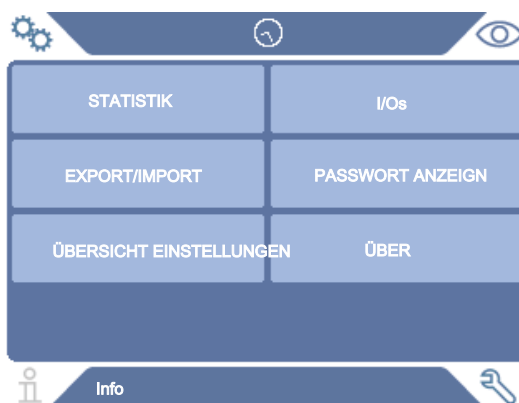 STATISTIK
I/Os
EXPORT/IMPORT
PASSWORT ANZEIGN
ÜBERSICHT EINSTELLUNGEN
ÜBER
Info